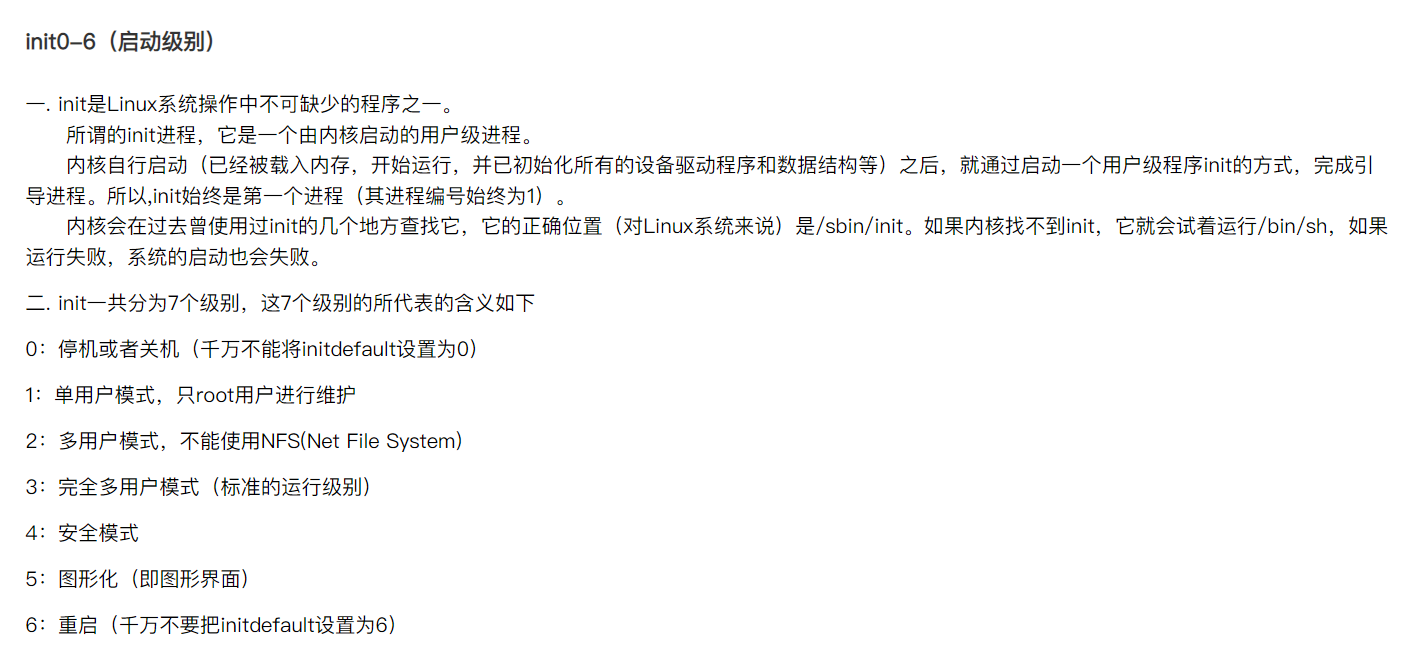 init0-6（启动级别）
一. init是Linux系统操作中不可缺少的程序之一。
所谓的init进程，它是一个由内核启动的用户级进程。
内核自行启动（已经被载入内存，开始运行，并已初始化所有的设备驱动程序和数据结构等）之后，就通过启动一个用户级程序init的方式，完成引
导进程。所以,init始终是第一个进程（其进程编号始终为1）。
内核会在过去曾使用过init的几个地方查找它，它的正确位置（对Linux系统来说）是/sbin/init。如果内核找不到init，它就会试着运行/bin/sh，如果
运行失败，系统的启动也会失败。
二. init一共分为7个级别，这7个级别的所代表的含义如下
0：停机或者关机（千万不能将initdefault设置为0）
1：单用户模式，只root用户进行维护
2：多用户模式，不能使用NFS(Net File System)
3：完全多用户模式（标准的运行级别）
4：安全模式
5：图形化（即图形界面）
6：重启（千万不要把initdefault设置为6）